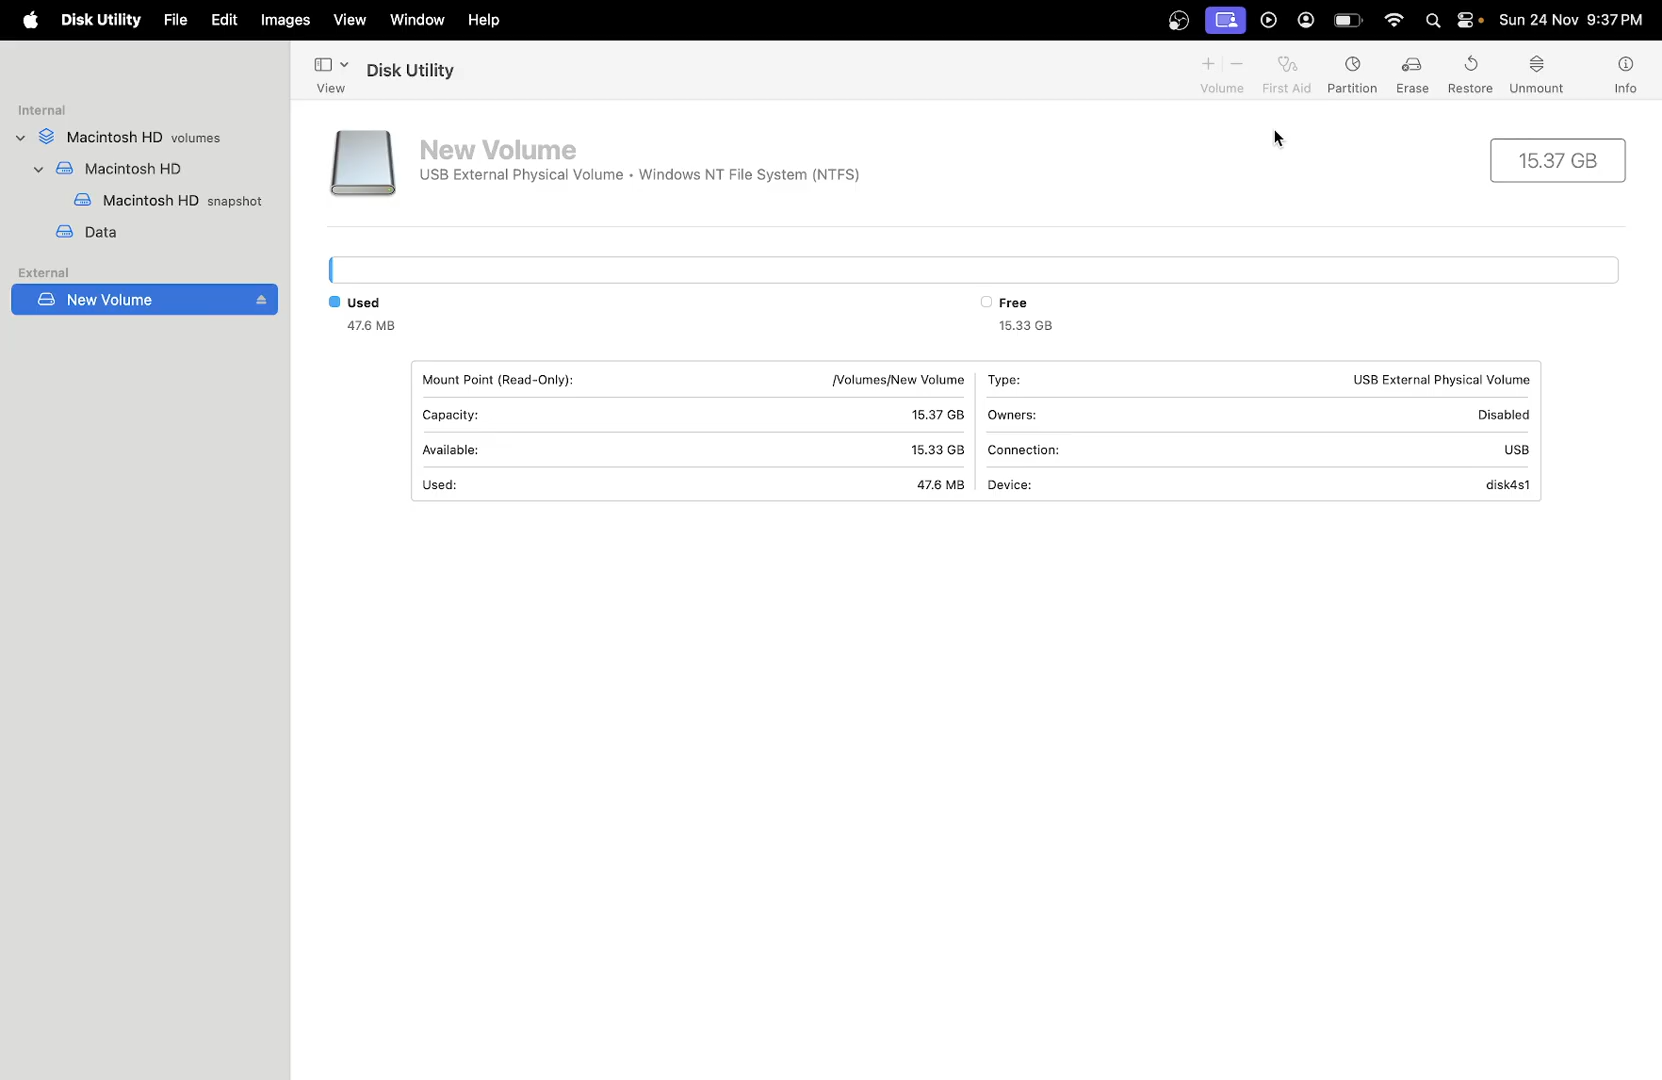 Disk Utility File Edit Images View Window Help Sun 24 Nov 9:37 PM
View
Disk Utility
Volume First Aid Partition Erase Restore Unmount Info
Internal
Macintosh HD volumes
Macintosh HD
Macintosh HD snapshot
Data
External
New Volume
New Volume
USB External Physical Volume • Windows NT File System (NTFS)
15.37 GB
Used
47.6 MB
Free
15.33 GB
Mount Point (Read-Only): /Volumes/New Volume
Capacity: 15.37 GB
Available: 15.33 GB
Used: 47.6 MB
Type: USB External Physical Volume
Owners: Disabled
Connection: USB
Device: disk4s1